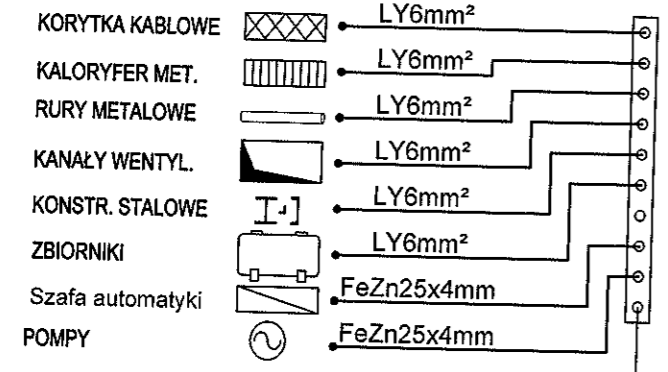 KORYTKA KABLOWE LY6mm²
KALORYFER MET. LY6mm²
RURY METALOWE LY6mm²
KANAŁY WENTYL. LY6mm²
KONSTR. STALOWE LY6mm²
ZBIORNIKI LY6mm²
Szafa automatyki FeZn25x4mm
POMPY FeZn25x4mm